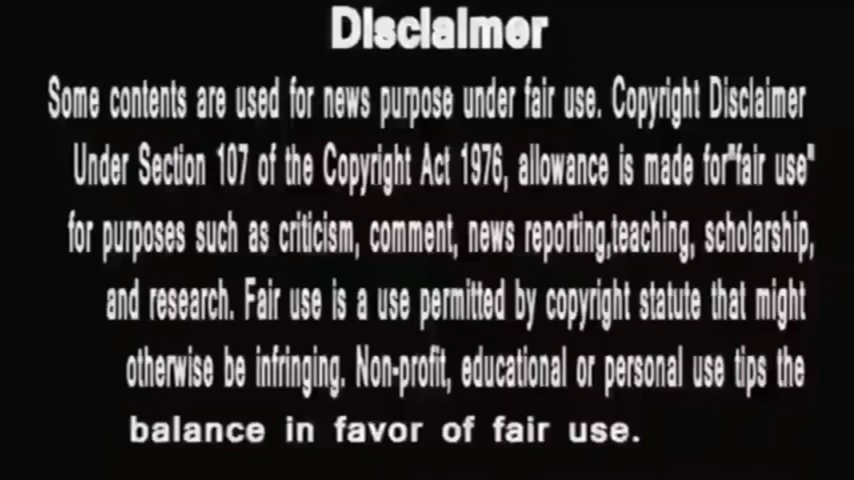 Disclaimer
Some contents are used for news purpose under fair use. Copyright Disclaimer
Under Section 107 of the Copyright Act 1976, allowance is made for"fair use"
for purposes such as criticism, comment, news reporting,teaching, scholarship,
and research. Fair use is a use permitted by copyright statute that might
otherwise be infringing. Non-profit, educational or personal use tips the
balance in favor of fair use.